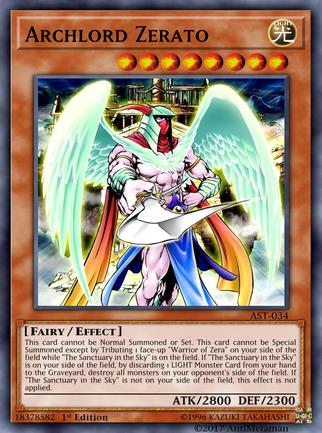 Archlord Zerato
LIGHT
光
AST-034
[Fairy / Effect]
This card cannot be Normal Summoned or Set. This card cannot be Special
Summoned except by Tributing 1 face-up "Warrior of Zera" on your side of the
field while "The Sanctuary in the Sky" is on the field. If "The Sanctuary in the Sky"
is on your side of the field, by discarding 1 LIGHT Monster Card from your hand
to the Graveyard, destroy all monsters on your opponent's side of the field. If
"The Sanctuary in the Sky" is not on your side of the field, this effect is not
applied.
ATK/2800 DEF/2300
18378582 1st Edition ©1996 KAZUKI TAKAHASHI
©2017 AntiMetaman